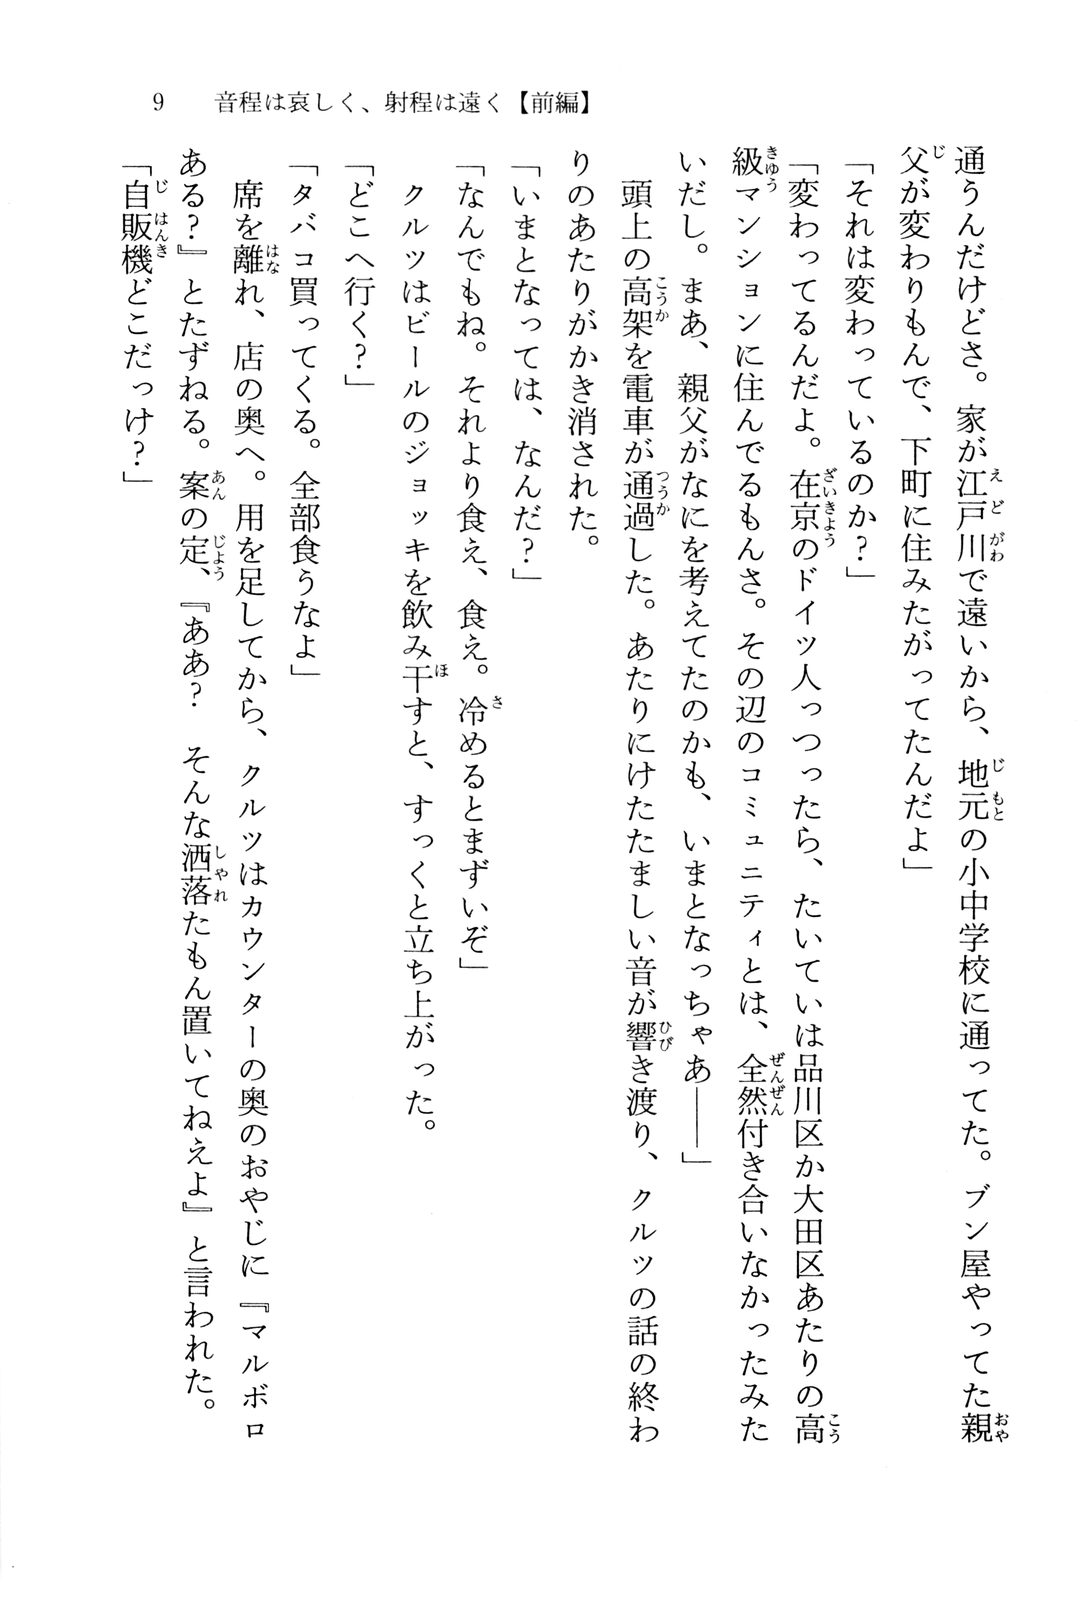 9　音程は哀しく、射程は遠く【前編】
通うんだけどさ。家が江戸川で遠いから、地元の小中学校に通ってた。ブン屋やってた親
父が変わりもんで、下町に住みたがってたんだよ」
「それは変わっているのか？」
「変わってるんだよ。在京のドイツ人っつったら、たいていは品川区か大田区あたりの高
級マンションに住んでるもんさ。その辺のコミュニティとは、全然付き合いなかったみた
いだし。まあ、親父がなにを考えてたのかも、いまとなっちゃあ――」
　頭上の高架を電車が通過した。あたりにけたたましい音が響き渡り、クルツの話の終わ
りのあたりがかき消された。
「いまとなっては、なんだ？」
「なんでもね。それより食え、食え。冷めるとまずいぞ」
　クルツはビールのジョッキを飲み干すと、すっくと立ち上がった。
「どこへ行く？」
「タバコ買ってくる。全部食うなよ」
　席を離れ、店の奥へ。用を足してから、クルツはカウンターの奥のおやじに『マルボロ
ある？』とたずねる。案の定、『ああ？　そんな洒落たもん置いてねえよ』と言われた。
「自販機どこだっけ？」